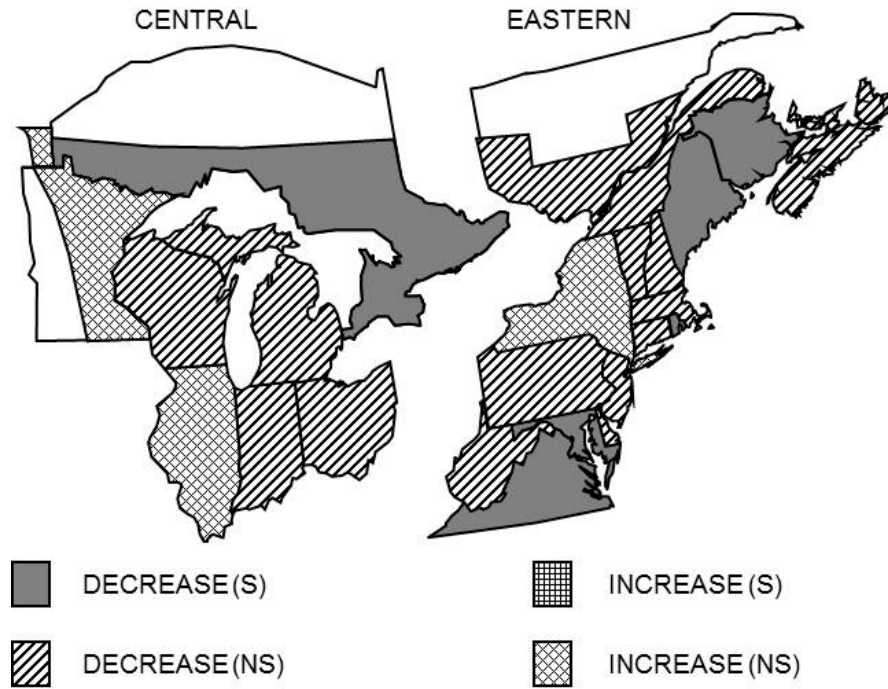 CENTRAL EASTERN
DECREASE (S) INCREASE (S)
DECREASE (NS) INCREASE (NS)